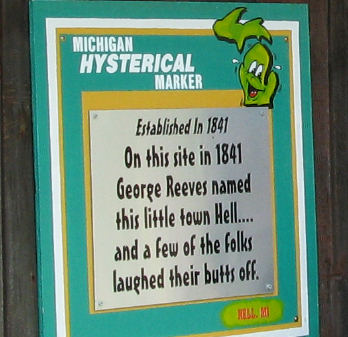 MICHIGAN
HYSTERICAL
MARKER
Established In 1841
On this site in 1841
George Reeves named
this little town Hell....
and a few of the folks
laughed their butts off.
HELL, MI